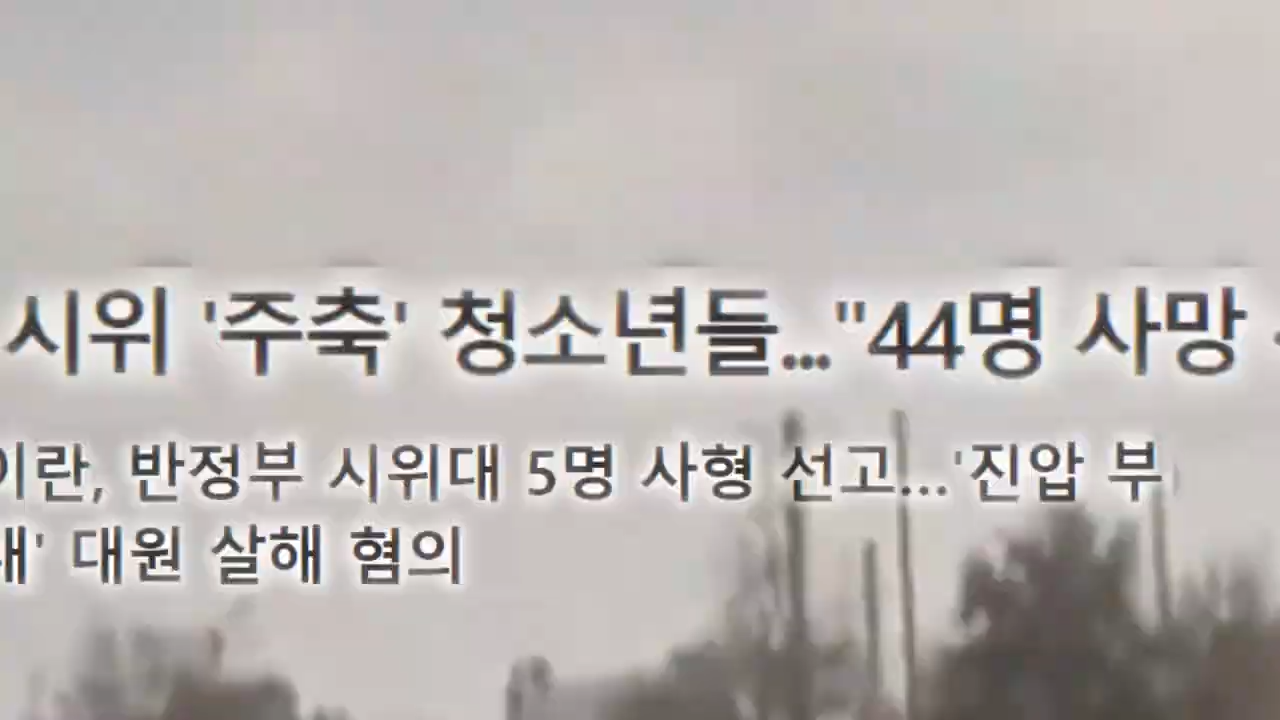 시위 '주축' 청소년들..."44명 사망
이란, 반정부 시위대 5명 사형 선고...'진압 부
대' 대원 살해 혐의